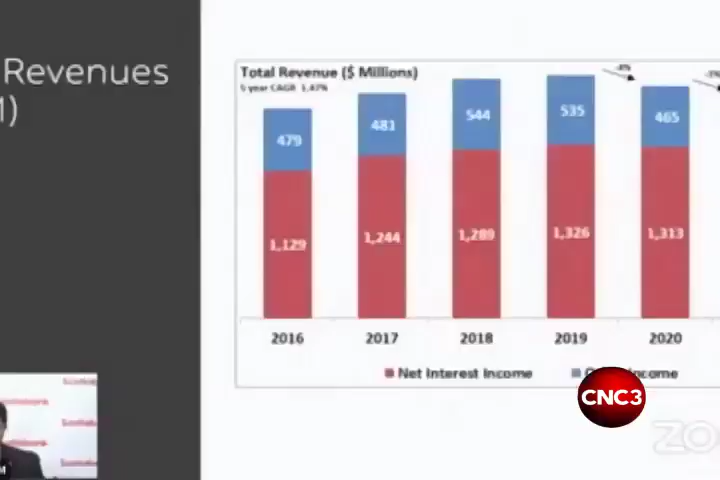 Revenues
Total Revenue ($ Millions)
5 year CAGR 1.47%
479 481 544 535 465
1,129 1,244 1,289 1,326 1,313
2016 2017 2018 2019 2020
Net Interest Income
Income
CNC3
ZO